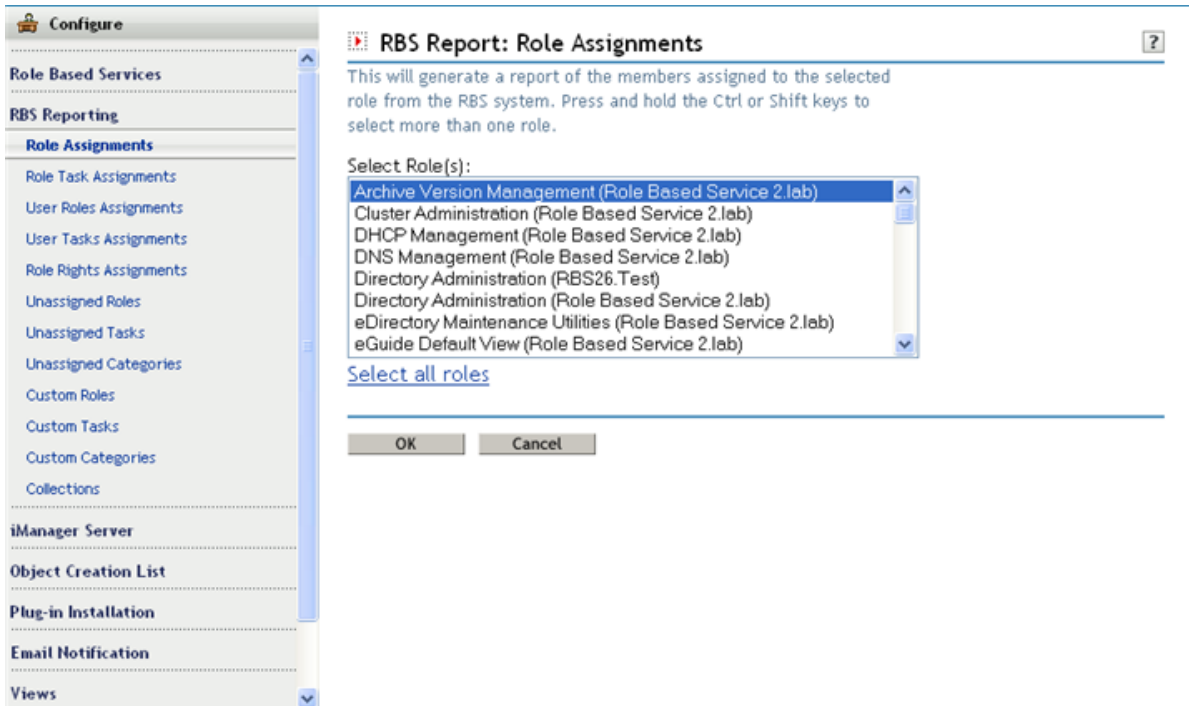 Configure
Role Based Services
RBS Reporting
Role Assignments
Role Task Assignments
User Roles Assignments
User Tasks Assignments
Role Rights Assignments
Unassigned Roles
Unassigned Tasks
Unassigned Categories
Custom Roles
Custom Tasks
Custom Categories
Collections
iManager Server
Object Creation List
Plug-in Installation
Email Notification
Views
RBS Report: Role Assignments
?
This will generate a report of the members assigned to the selected
role from the RBS system. Press and hold the Ctrl or Shift keys to
select more than one role.
Select Role(s):
Archive Version Management (Role Based Service 2.lab)
Cluster Administration (Role Based Service 2.lab)
DHCP Management (Role Based Service 2.lab)
DNS Management (Role Based Service 2.lab)
Directory Administration (RBS26.Test)
Directory Administration (Role Based Service 2.lab)
eDirectory Maintenance Utilities (Role Based Service 2.lab)
eGuide Default View (Role Based Service 2.lab)
Select all roles
OK
Cancel